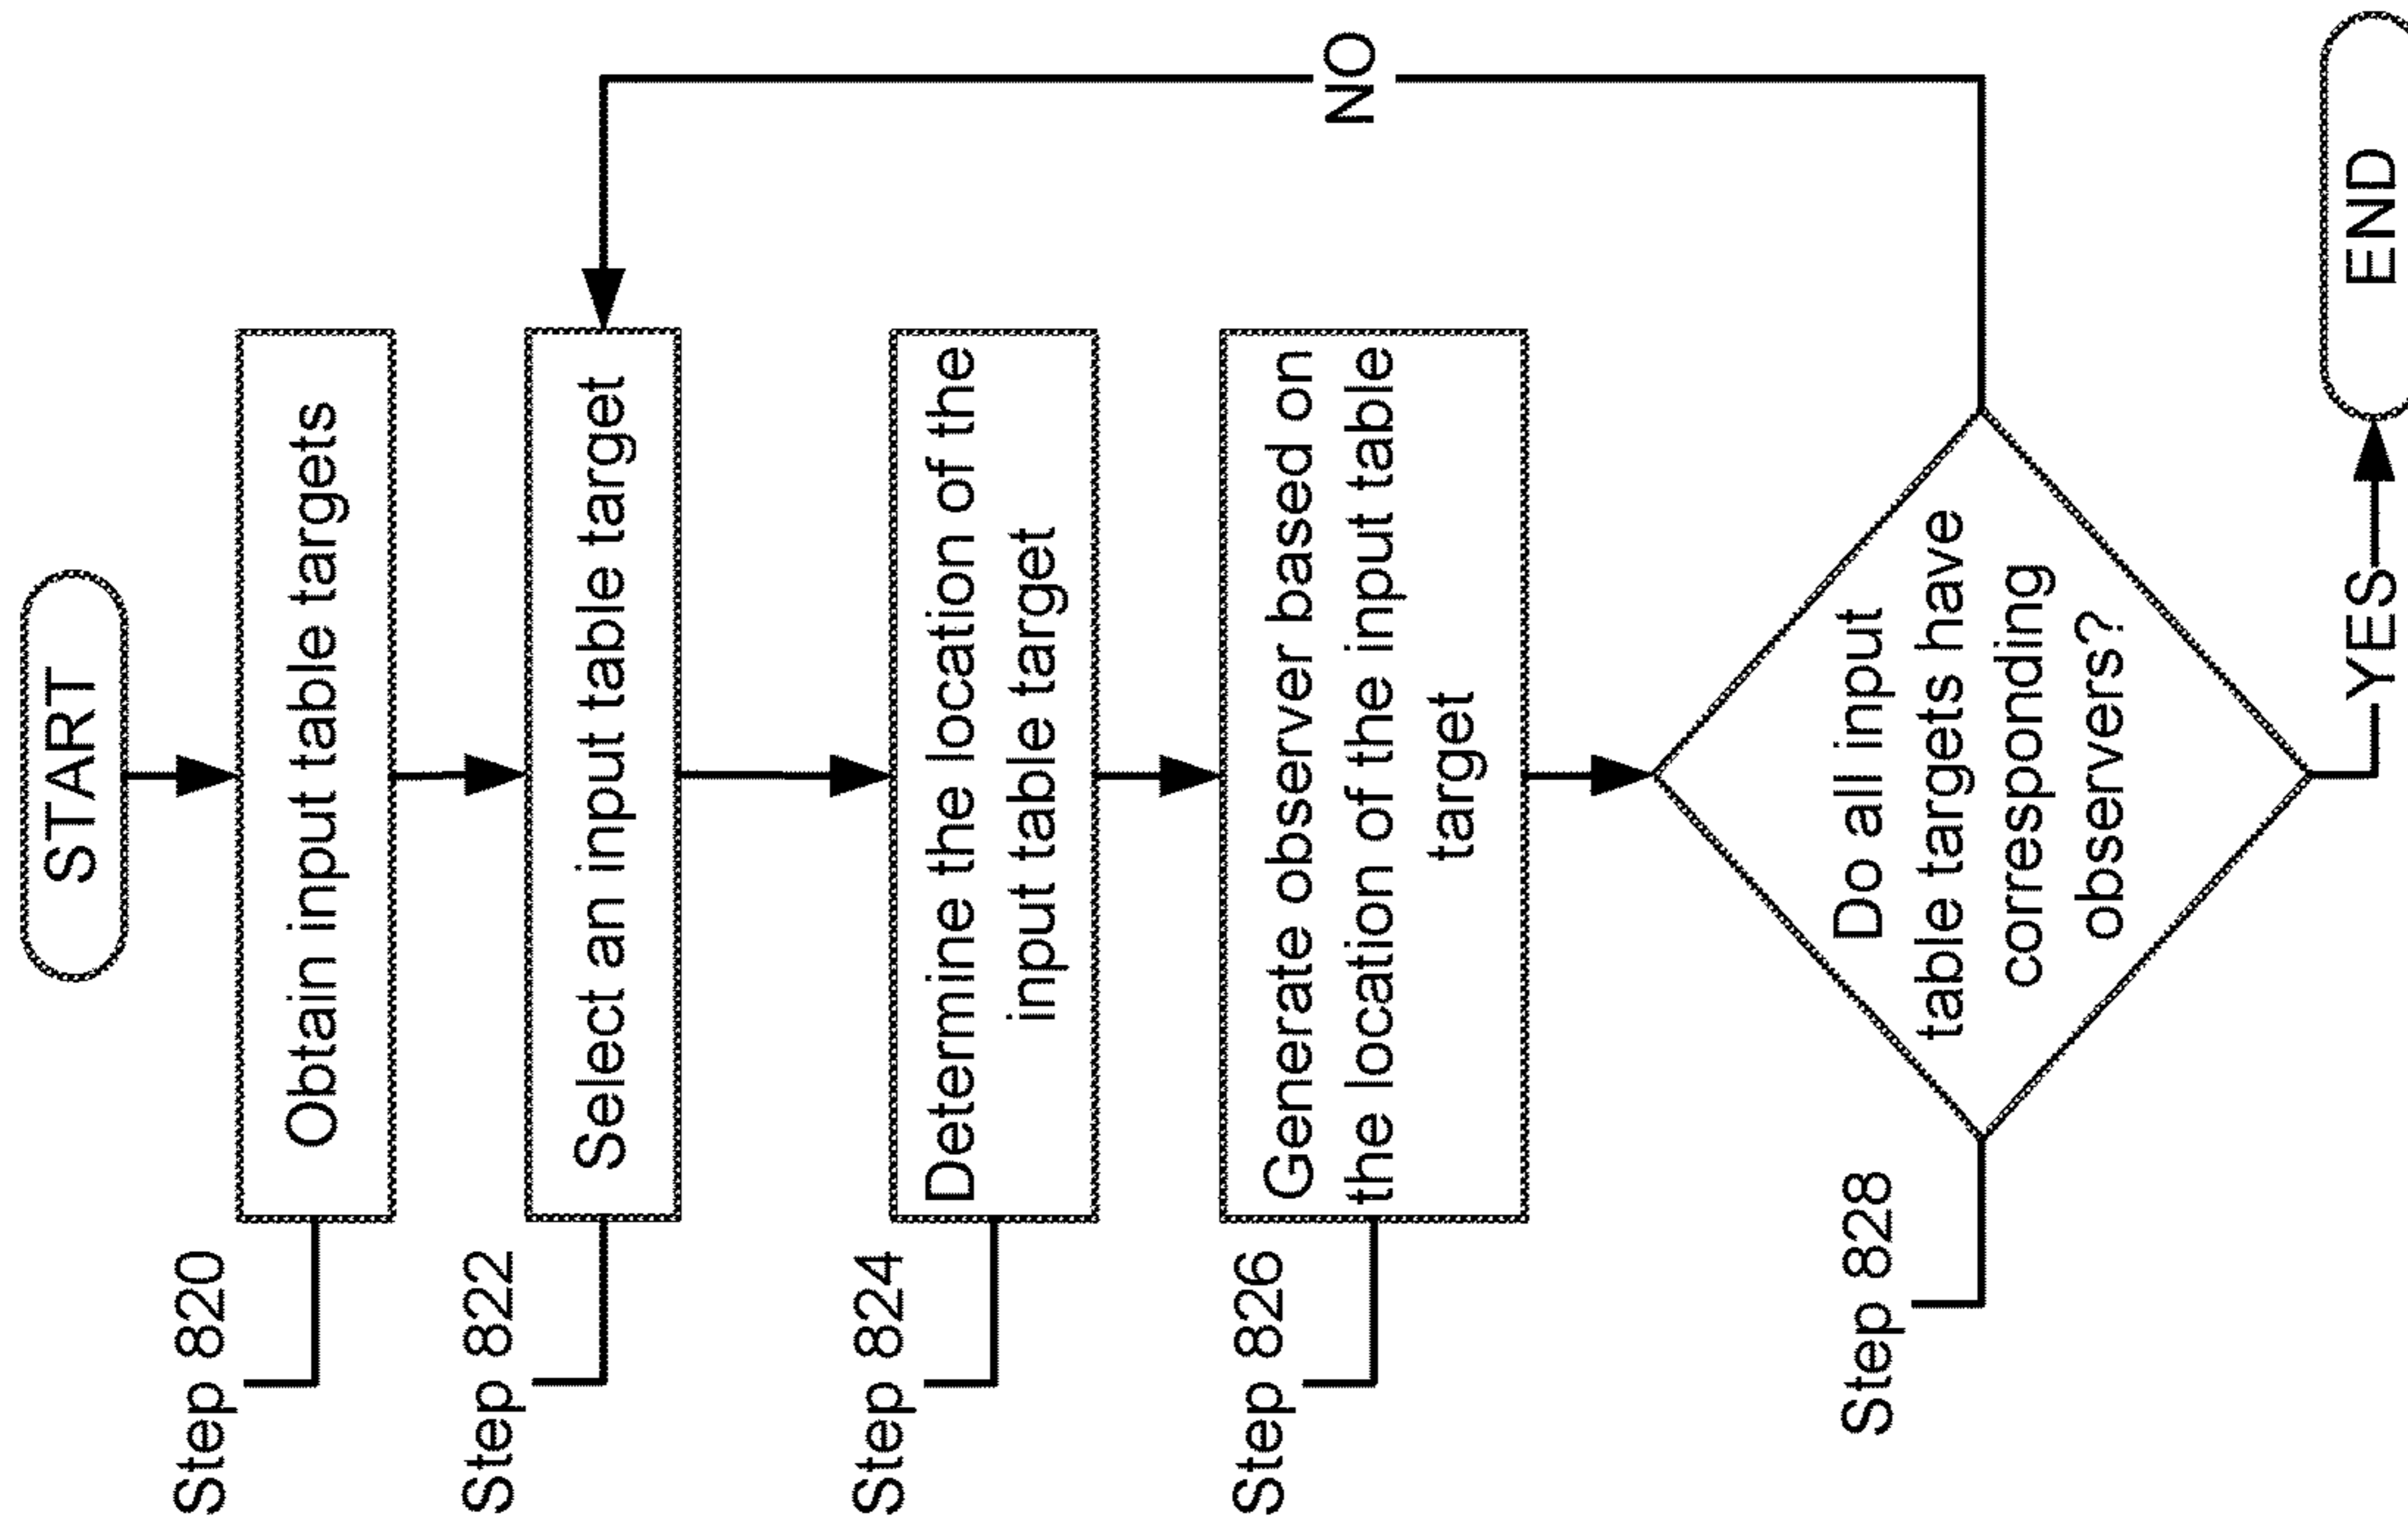 START
Step 820
Obtain input table targets
Step 822
Select an input table target
Step 824
Determine the location of the
input table target
Step 826
Generate observer based on
the location of the input table
target
Step 828
Do all input
table targets have
corresponding
observers?
NO
YES
END